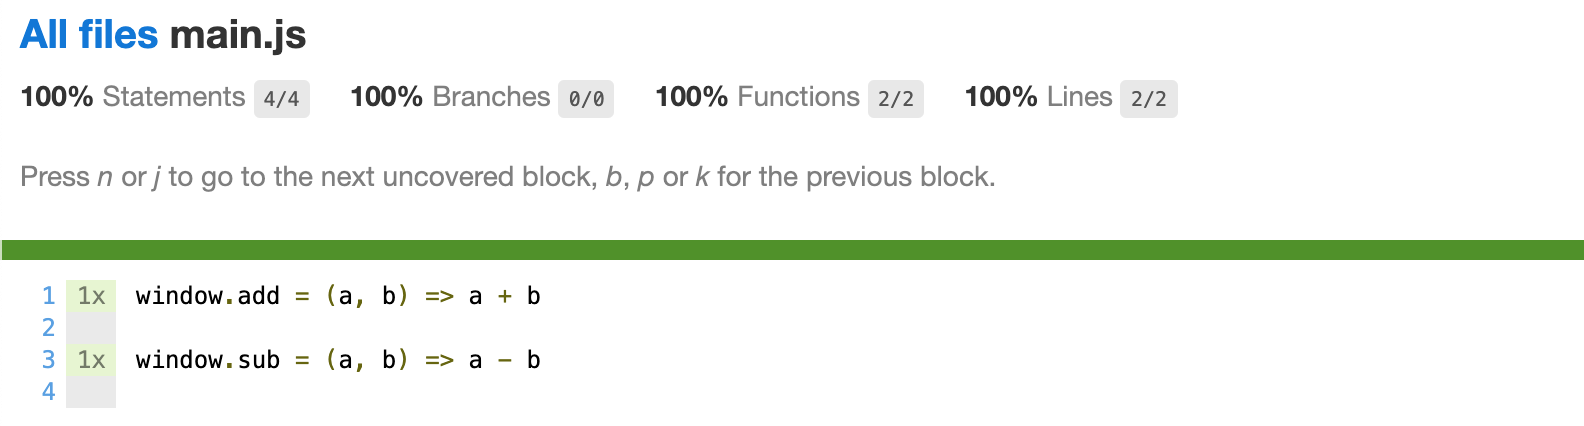 All files main.js
100% Statements 4/4 100% Branches 0/0 100% Functions 2/2 100% Lines 2/2
Press n or j to go to the next uncovered block, b, p or k for the previous block.
1 1x window.add = (a, b) => a + b
2
3 1x window.sub = (a, b) => a - b
4